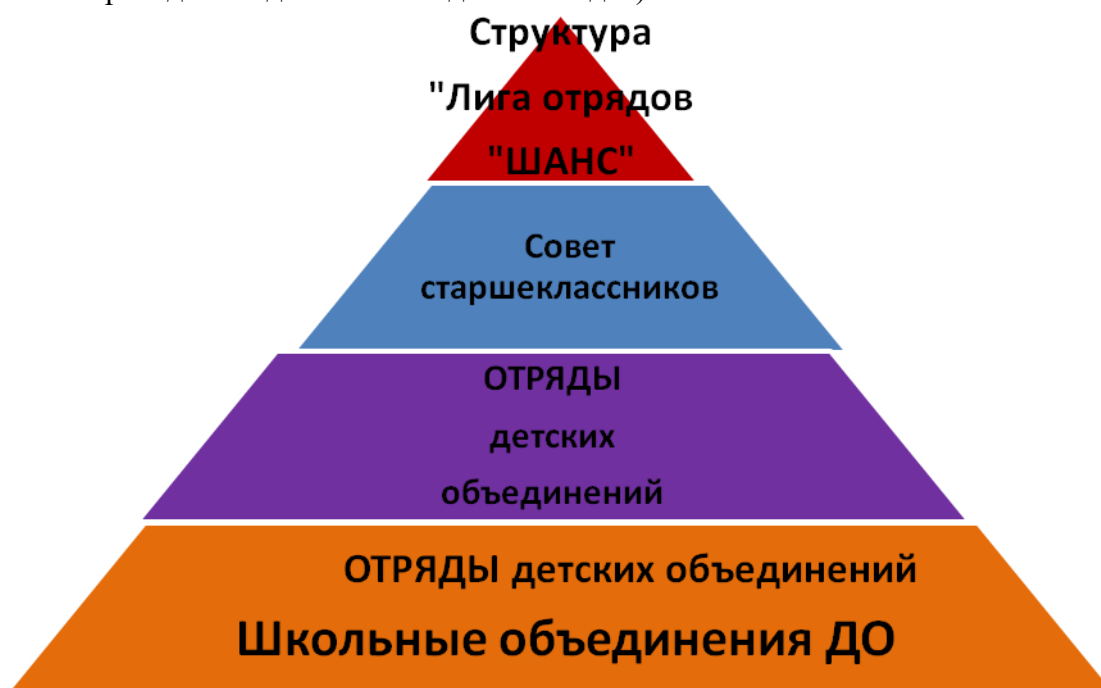 Структура
"Лига отрядов
"ШАНС"
Совет
старшеклассников
ОТРЯДЫ
детских
объединений
ОТРЯДЫ детских объединений
Школьные объединения ДО